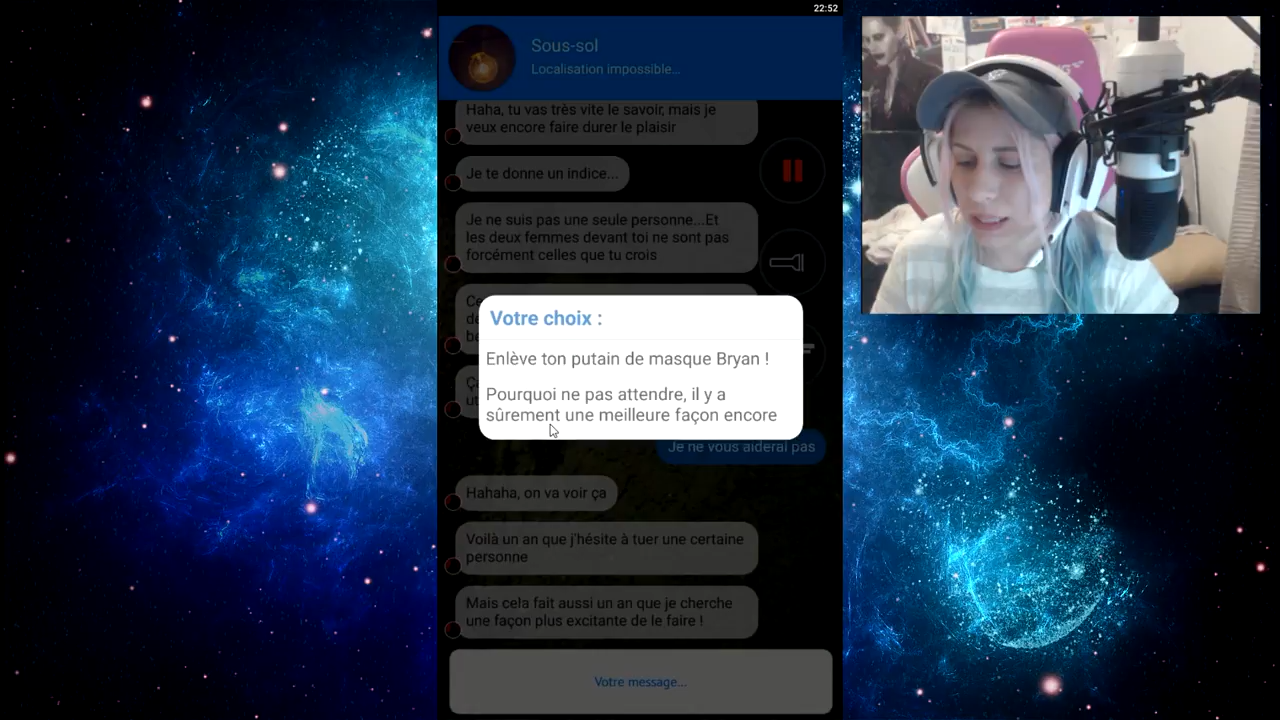 22:52
Sous-sol
Localisation impossible...
Haha, tu vas très vite le savoir, mais je
veux encore faire durer le plaisir
Je te donne un indice...
Je ne suis pas une seule personne...Et
les deux femmes devant toi ne sont pas
forcément celles que tu crois
Votre choix :
Enlève ton putain de masque Bryan !
Pourquoi ne pas attendre, il y a
sûrement une meilleure façon encore
Je ne vous aiderai pas
Hahaha, on va voir ça
Voilà un an que j'hésite à tuer une certaine
personne
Mais cela fait aussi un an que je cherche
une façon plus excitante de le faire !
Votre message...